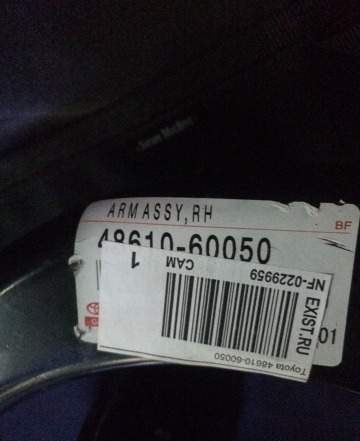 ARM ASSY, RH
BF
48610-60050
01
1
CAM
NF-0229959
EXIST.RU
Toyota 48610-60050